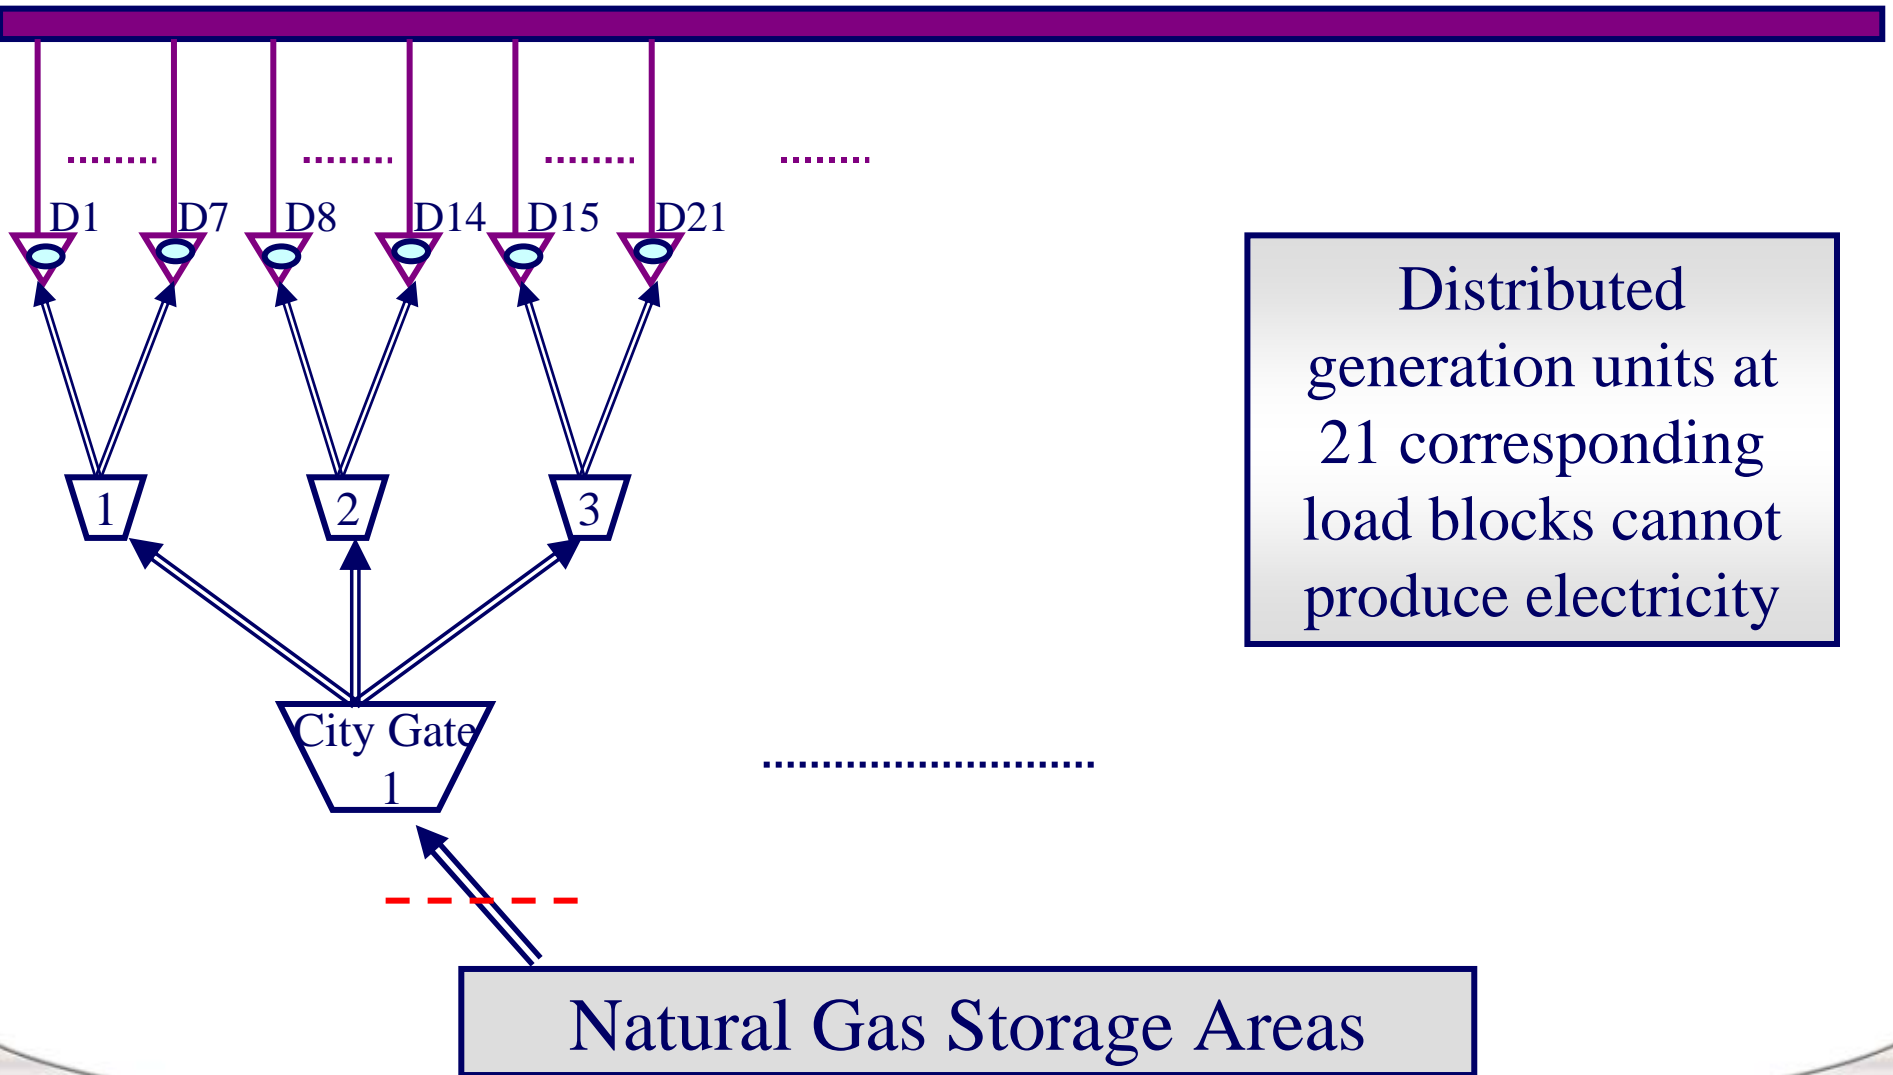 D1 D7 D8 D14 D15 D21
Distributed
generation units at
21 corresponding
load blocks cannot
produce electricity
1 2 3
City Gate
1
Natural Gas Storage Areas